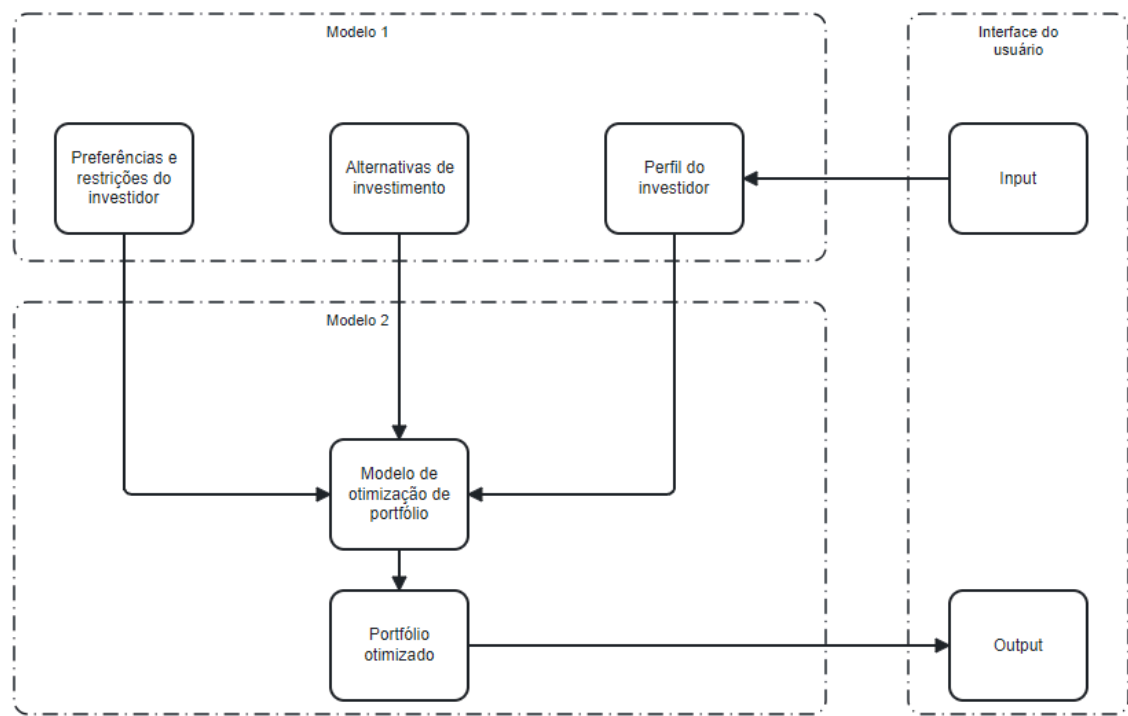 Modelo 1
Interface do
usuário
Preferências e
restrições do
investidor
Alternativas de
investimento
Perfil do
investidor
Input
Modelo 2
Modelo de
otimização de
portfólio
Portfólio
otimizado
Output